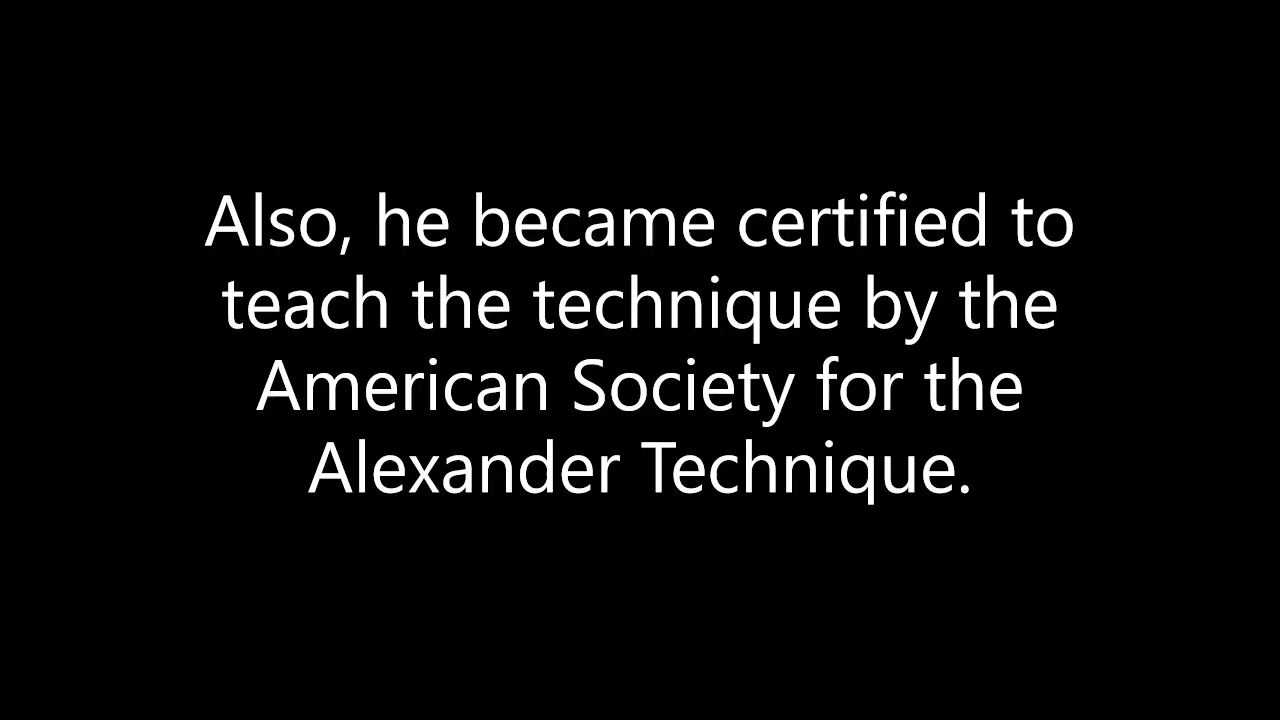 Also, he became certified to
teach the technique by the
American Society for the
Alexander Technique.